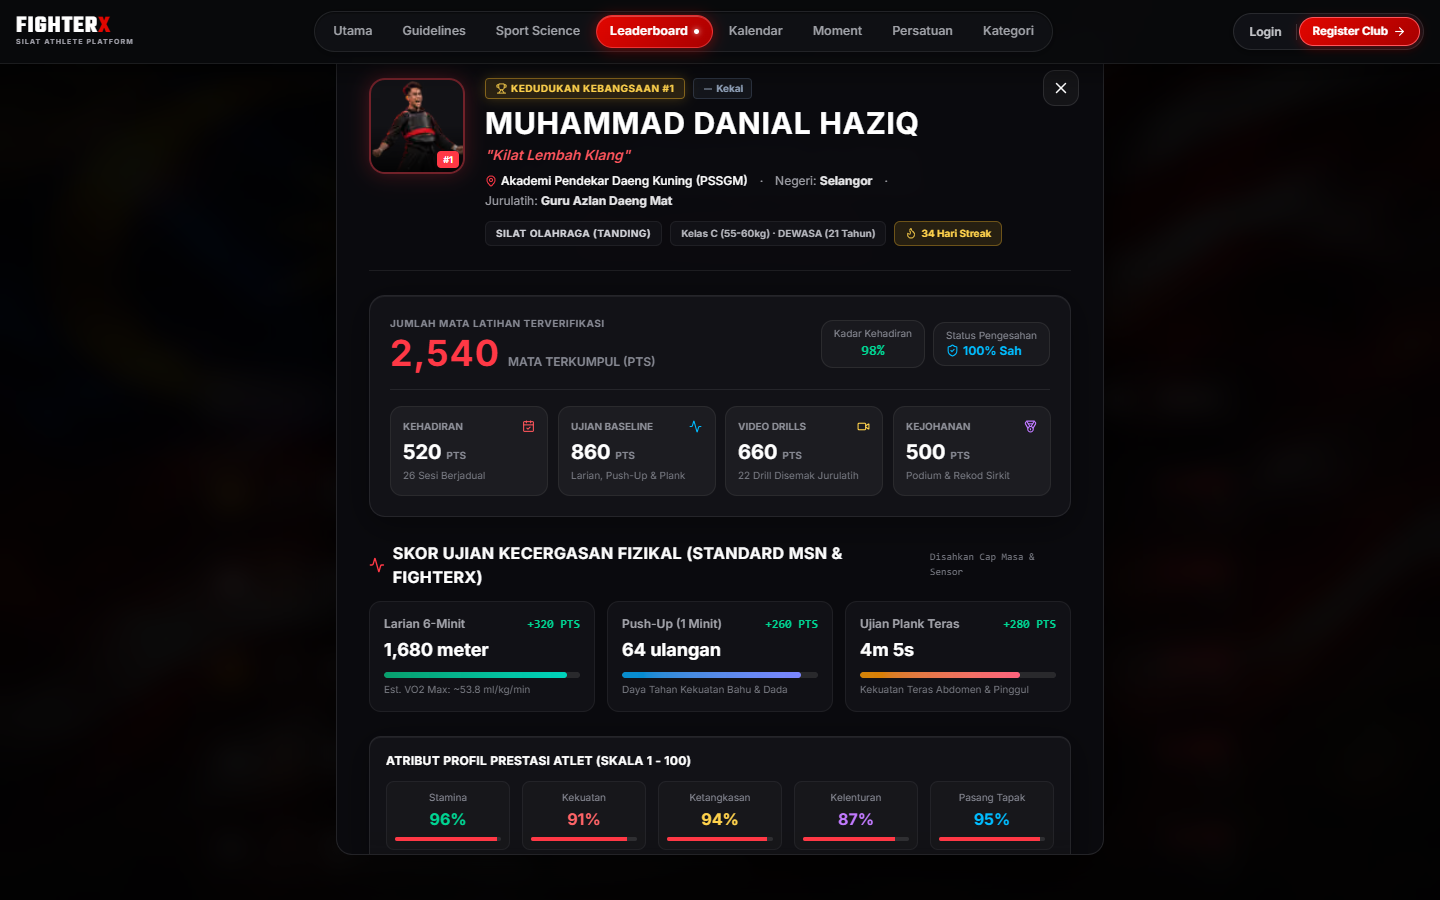 FIGHTERX
SILAT ATHLETE PLATFORM
Utama
Guidelines
Sport Science
Leaderboard
Kalendar
Moment
Persatuan
Kategori
Login
Register Club →
#1
KEDUDUKAN KEBANGSAAN #1
— Kekal
MUHAMMAD DANIAL HAZIQ
"Kilat Lembah Klang"
Akademi Pendekar Daeng Kuning (PSSGM) · Negeri: Selangor ·
Jurulatih: Guru Azlan Daeng Mat
SILAT OLAHRAGA (TANDING)
Kelas C (55-60kg) · DEWASA (21 Tahun)
34 Hari Streak
JUMLAH MATA LATIHAN TERVERIFIKASI
2,540 MATA TERKUMPUL (PTS)
Kadar Kehadiran
98%
Status Pengesahan
100% Sah
KEHADIRAN
520 PTS
26 Sesi Berjadual
UJIAN BASELINE
860 PTS
Larian, Push-Up & Plank
VIDEO DRILLS
660 PTS
22 Drill Disemak Jurulatih
KEJOHANAN
500 PTS
Podium & Rekod Sirkit
SKOR UJIAN KECERGASAN FIZIKAL (STANDARD MSN &
FIGHTERX)
Disahkan Cap Masa &
Sensor
Larian 6-Minit
+320 PTS
1,680 meter
Est. VO2 Max: ~53.8 ml/kg/min
Push-Up (1 Minit)
+260 PTS
64 ulangan
Daya Tahan Kekuatan Bahu & Dada
Ujian Plank Teras
+280 PTS
4m 5s
Kekuatan Teras Abdomen & Pinggul
ATRIBUT PROFIL PRESTASI ATLET (SKALA 1 - 100)
Stamina
96%
Kekuatan
91%
Ketangkasan
94%
Kelenturan
87%
Pasang Tapak
95%